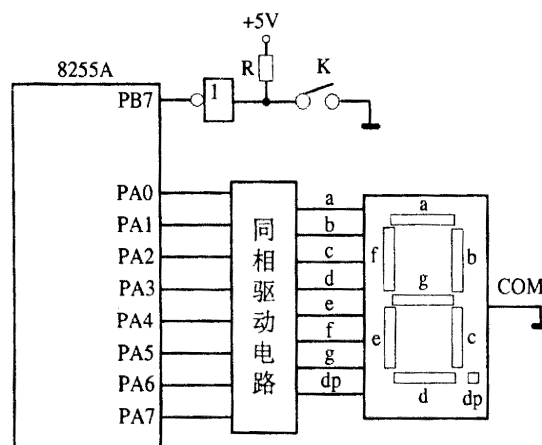 +5V
8255A
R
K
PB7
1
PA0
PA1
PA2
PA3
PA4
PA5
PA6
PA7
同相驱动电路
a
b
c
d
e
f
g
dp
a
f
b
g
COM
e
c
d
dp